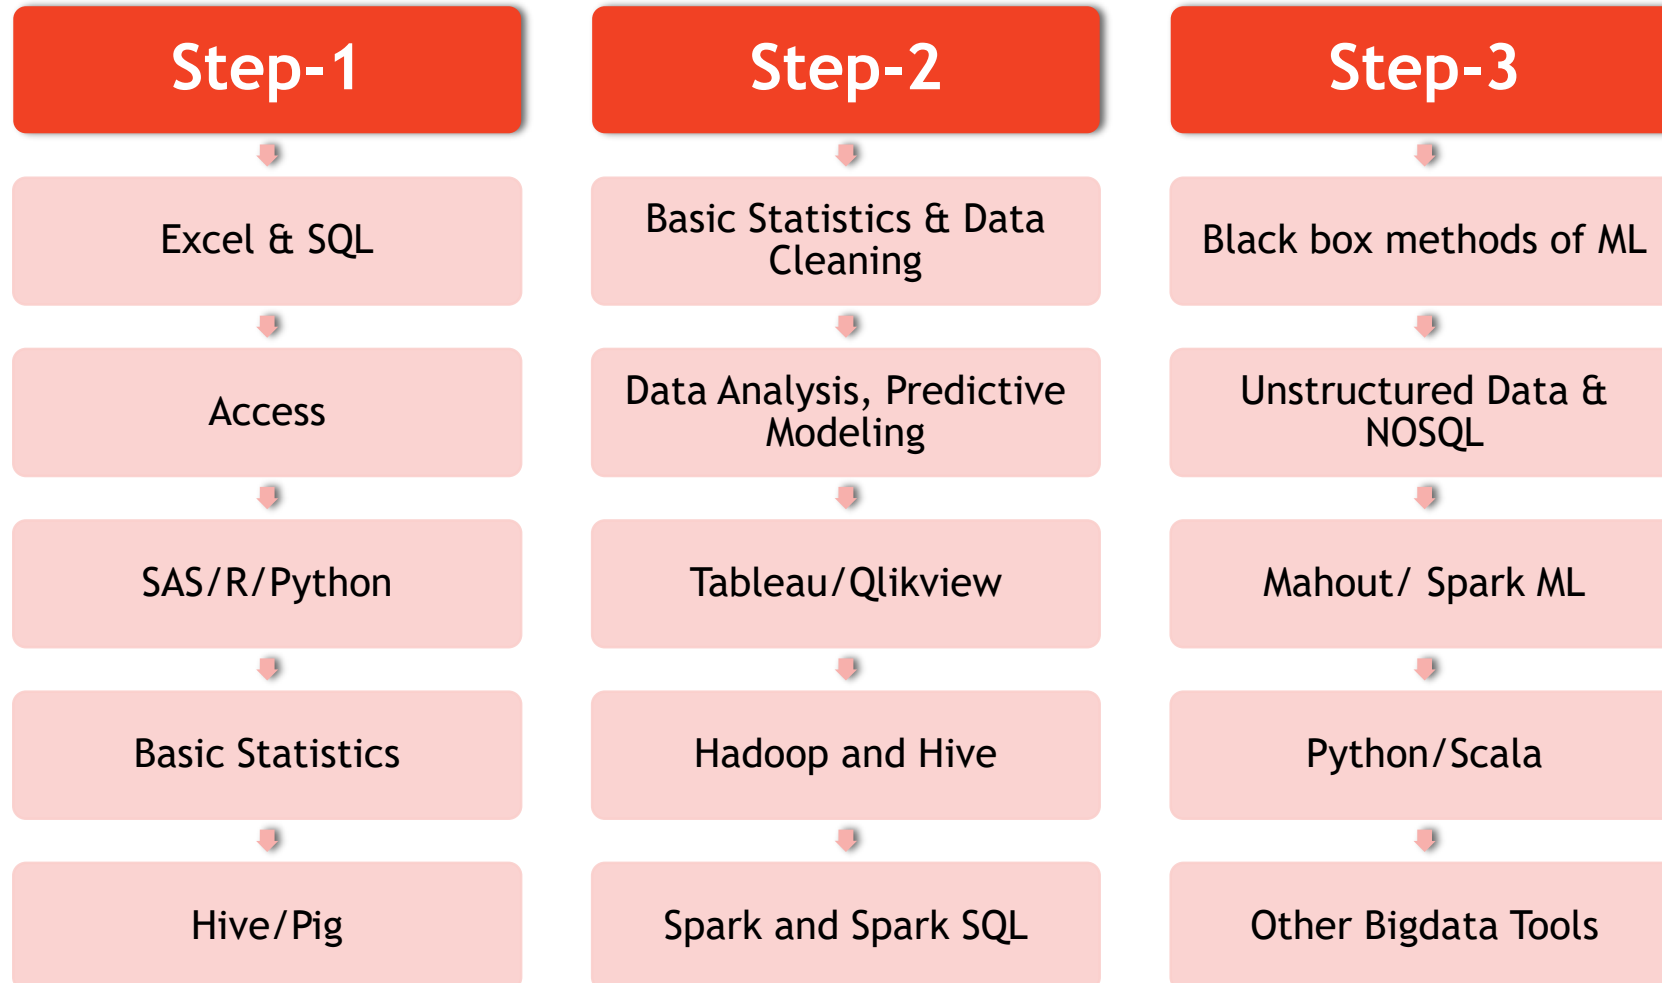 Step-1
Excel & SQL
Access
SAS/R/Python
Basic Statistics
Hive/Pig
Step-2
Basic Statistics & Data
Cleaning
Data Analysis, Predictive
Modeling
Tableau/Qlikview
Hadoop and Hive
Spark and Spark SQL
Step-3
Black box methods of ML
Unstructured Data &
NOSQL
Mahout/ Spark ML
Python/Scala
Other Bigdata Tools